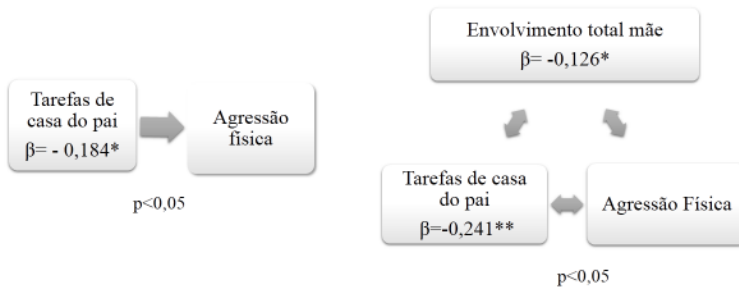 Tarefas de
casa do pai
β= - 0,184*
Agressão
física
p<0,05
Envolvimento total mãe
β= -0,126*
Tarefas de casa
do pai
β=-0,241**
Agressão Física
p<0,05